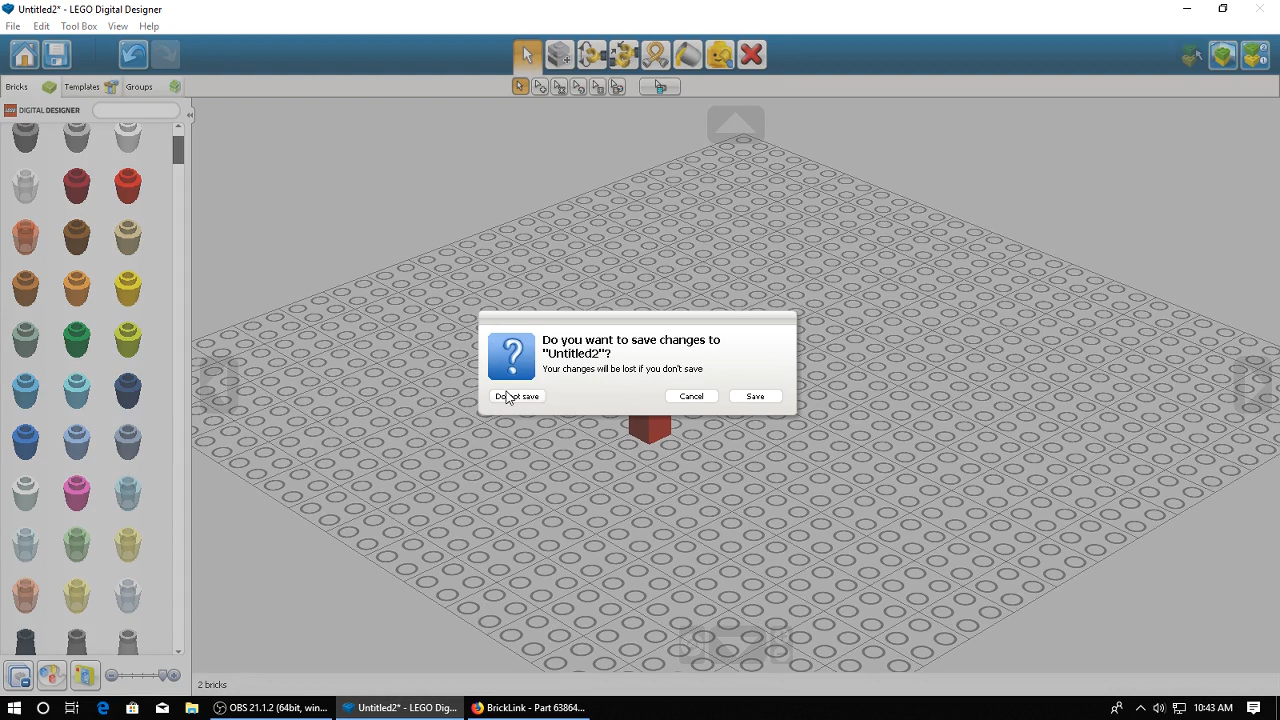 Untitled2* - LEGO Digital Designer
File Edit Tool Box View Help
Bricks Templates Groups
DIGITAL DESIGNER
Do you want to save changes to
"Untitled2"?
Your changes will be lost if you don't save
save Cancel Save
2 bricks
OBS 21.1.2 (64bit, win... Untitled2* - LEGO Dig... BrickLink - Part 63864... 10:43 AM